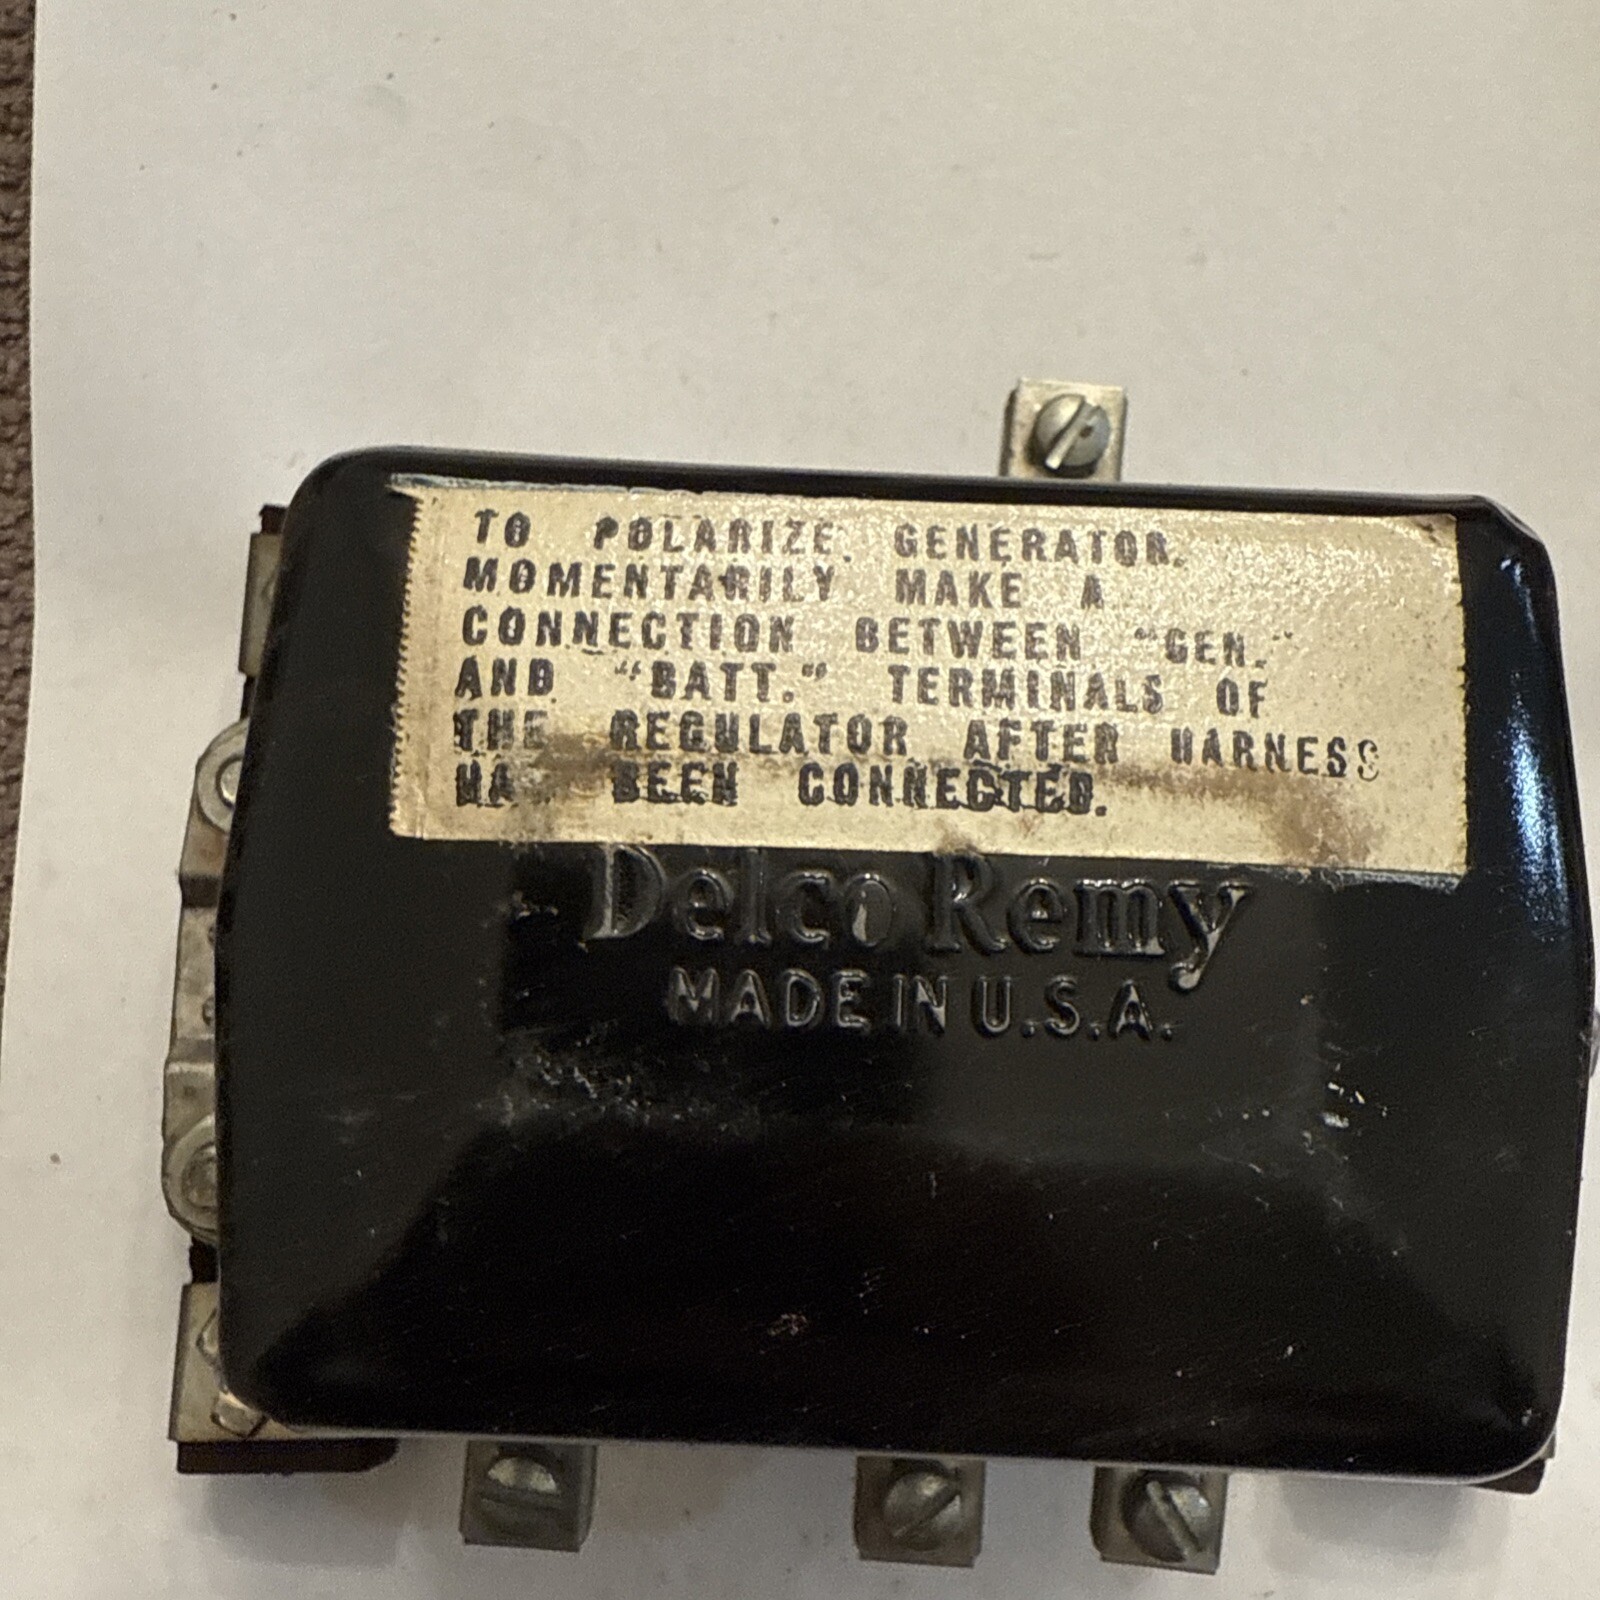 TO POLARIZE. GENERATOR.
MOMENTARILY MAKE A
CONNECTION BETWEEN "GEN."
AND "BATT." TERMINALS OF
THE REGULATOR AFTER HARNESS
HAS BEEN CONNECTED.
Delco Remy
MADE IN U.S.A.